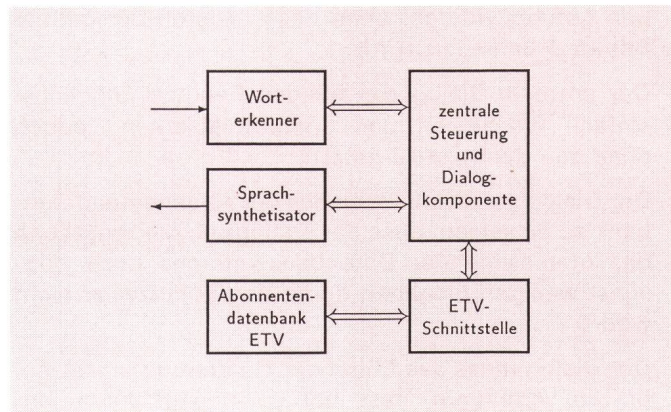 Wort-
erkenner
zentrale
Steuerung
und
Dialog-
komponente
Sprach-
synthetisator
Abonnenten-
datenbank
ETV
ETV-
Schnittstelle